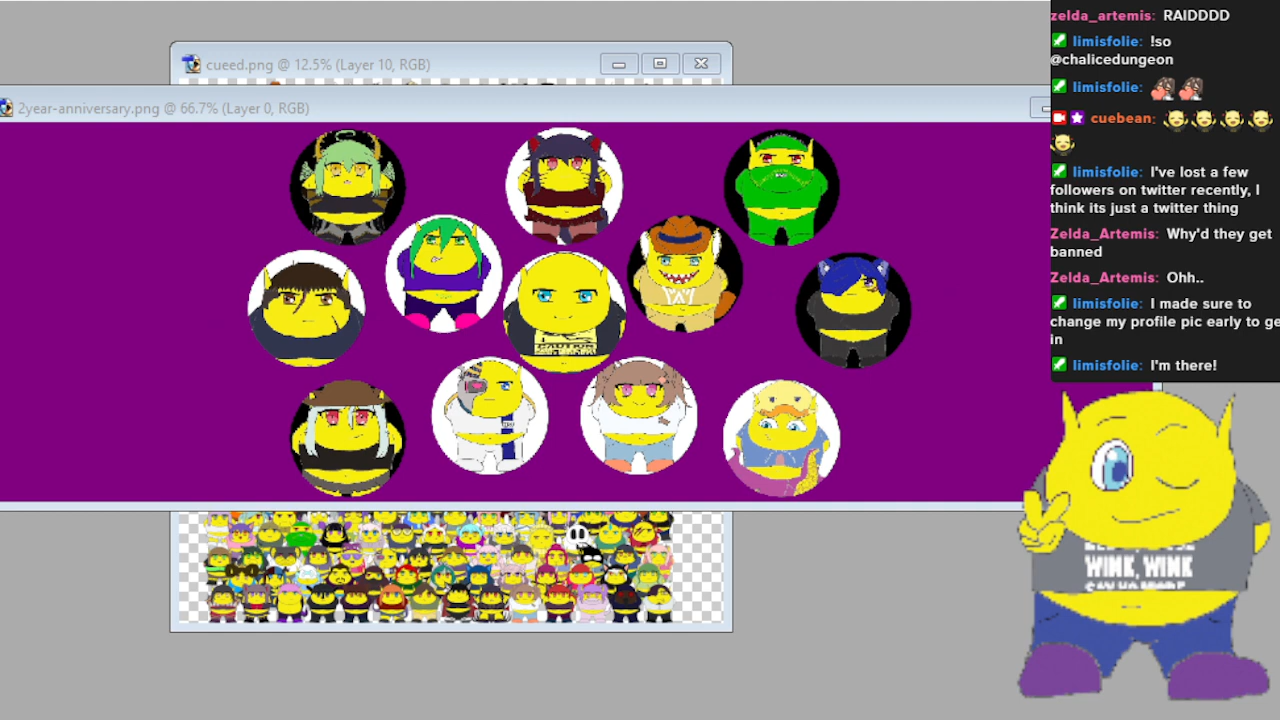 cueed.png @ 12.5% (Layer 10, RGB)
2year-anniversary.png @ 66.7% (Layer 0, RGB)
zelda_artemis: RAIDDDD
limisfolie: !so
@chalicedungeon
limisfolie:
cuebean:
limisfolie: I've lost a few
followers on twitter recently, I
think its just a twitter thing
Zelda_Artemis: Why'd they get
banned
Zelda_Artemis: Ohh..
limisfolie: I made sure to
change my profile pic early to ge
in
limisfolie: I'm there!
CAUTION
WINK, WINK